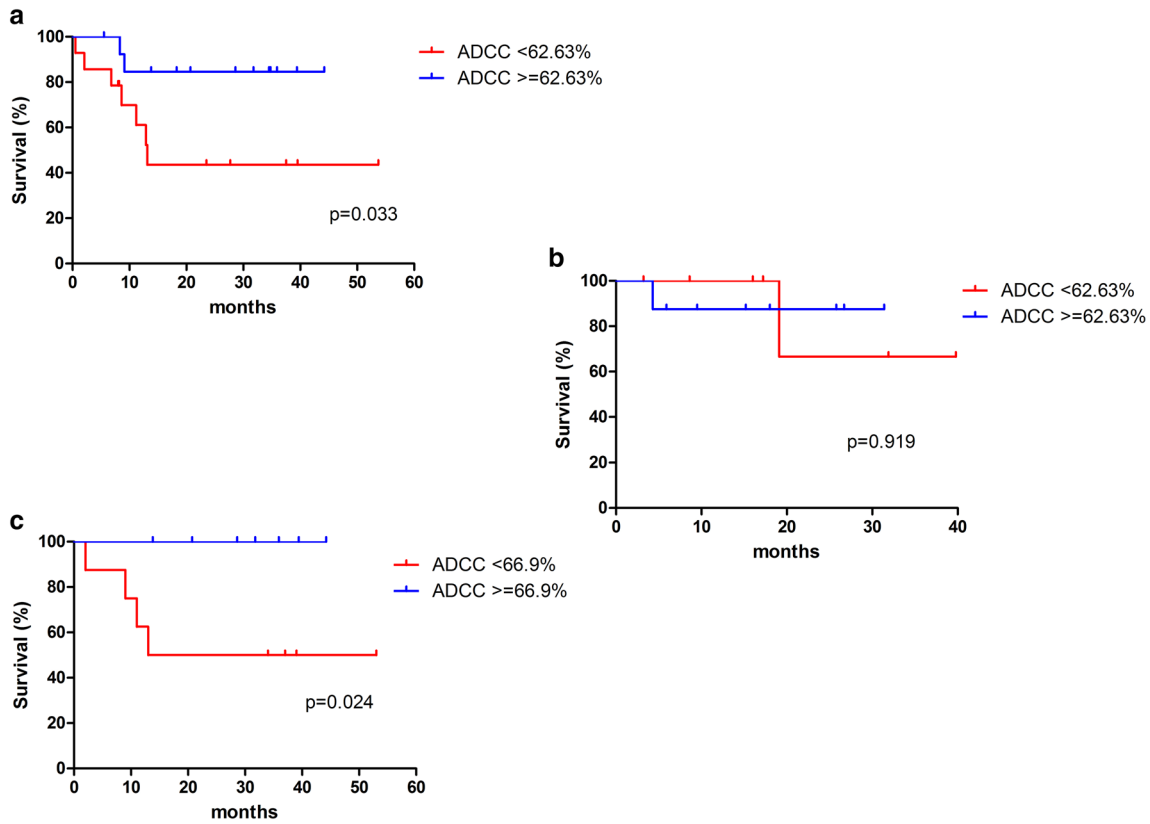 a
100
80
60
40
20
0
Survival (%)
0 10 20 30 40 50 60
months
ADCC <62.63%
ADCC >=62.63%
p=0.033
b
100
80
60
40
20
0
Survival (%)
0 10 20 30 40
months
ADCC <62.63%
ADCC >=62.63%
p=0.919
c
100
80
60
40
20
0
Survival (%)
0 10 20 30 40 50 60
months
ADCC <66.9%
ADCC >=66.9%
p=0.024